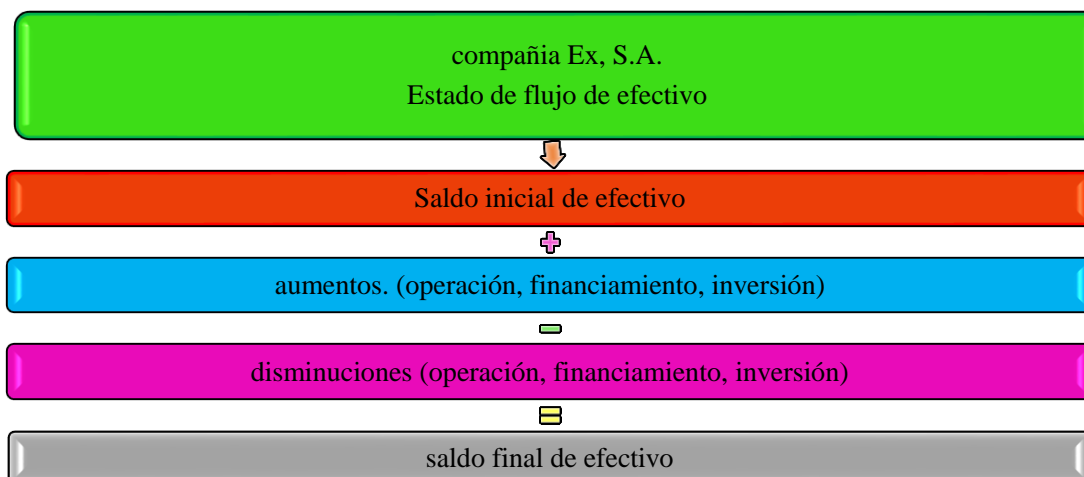 compañia Ex, S.A.
Estado de flujo de efectivo
Saldo inicial de efectivo
aumentos. (operación, financiamiento, inversión)
disminuciones (operación, financiamiento, inversión)
saldo final de efectivo